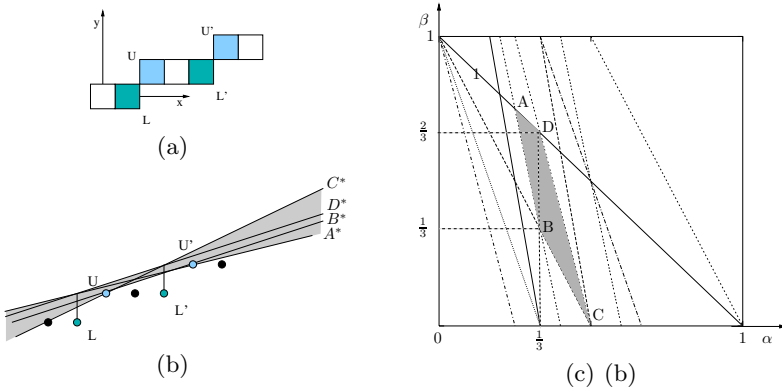 y
U'
U
x
L
L'
(a)
C*
D*
B*
A*
U'
U
L'
L
(b)
β
1
1
A
D
2/3
B
1/3
C
0
1/3
1
α
(c) (b)